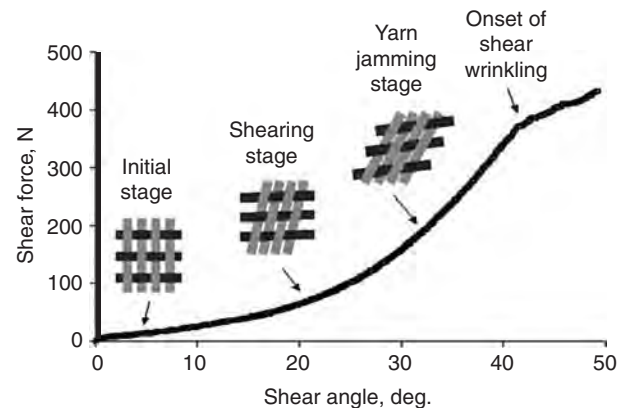 Onset of
shear
wrinkling
Yarn
jamming
stage
Shearing
stage
Initial
stage
Shear force, N
500
400
300
200
100
0
0 10 20 30 40 50
Shear angle, deg.